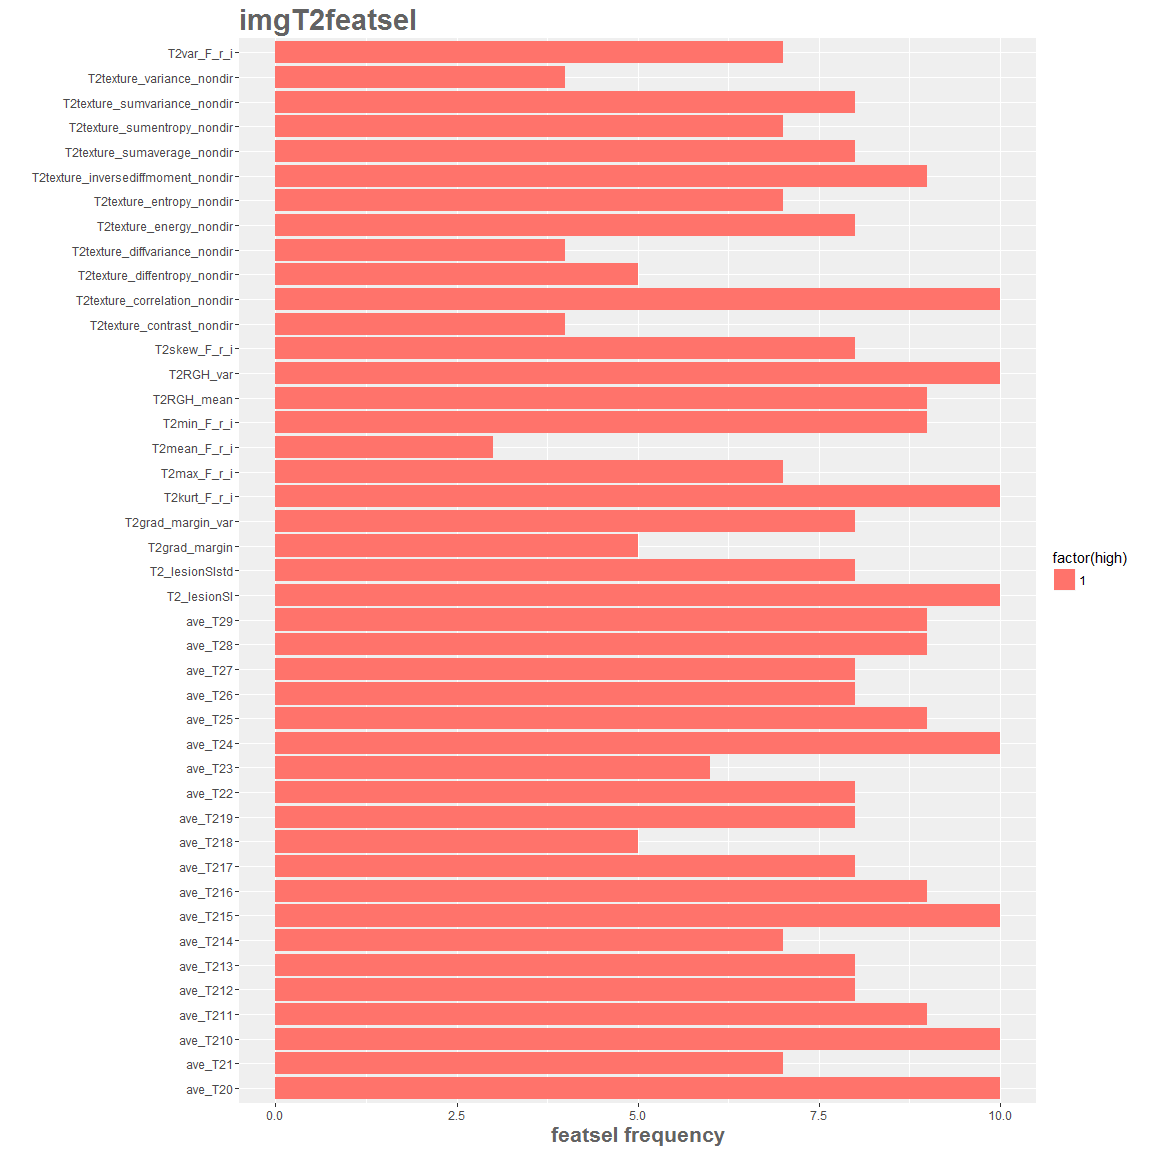 imgT2featsel
T2var_F_r_i
T2texture_variance_nondir
T2texture_sumvariance_nondir
T2texture_sumentropy_nondir
T2texture_sumaverage_nondir
T2texture_inversediffmoment_nondir
T2texture_entropy_nondir
T2texture_energy_nondir
T2texture_diffvariance_nondir
T2texture_diffentropy_nondir
T2texture_correlation_nondir
T2texture_contrast_nondir
T2skew_F_r_i
T2RGH_var
T2RGH_mean
T2min_F_r_i
T2mean_F_r_i
T2max_F_r_i
T2kurt_F_r_i
T2grad_margin_var
T2grad_margin
T2_lesionSIstd
T2_lesionSI
ave_T29
ave_T28
ave_T27
ave_T26
ave_T25
ave_T24
ave_T23
ave_T22
ave_T219
ave_T218
ave_T217
ave_T216
ave_T215
ave_T214
ave_T213
ave_T212
ave_T211
ave_T210
ave_T21
ave_T20
0.0 2.5 5.0 7.5 10.0
featsel frequency
factor(high)
1